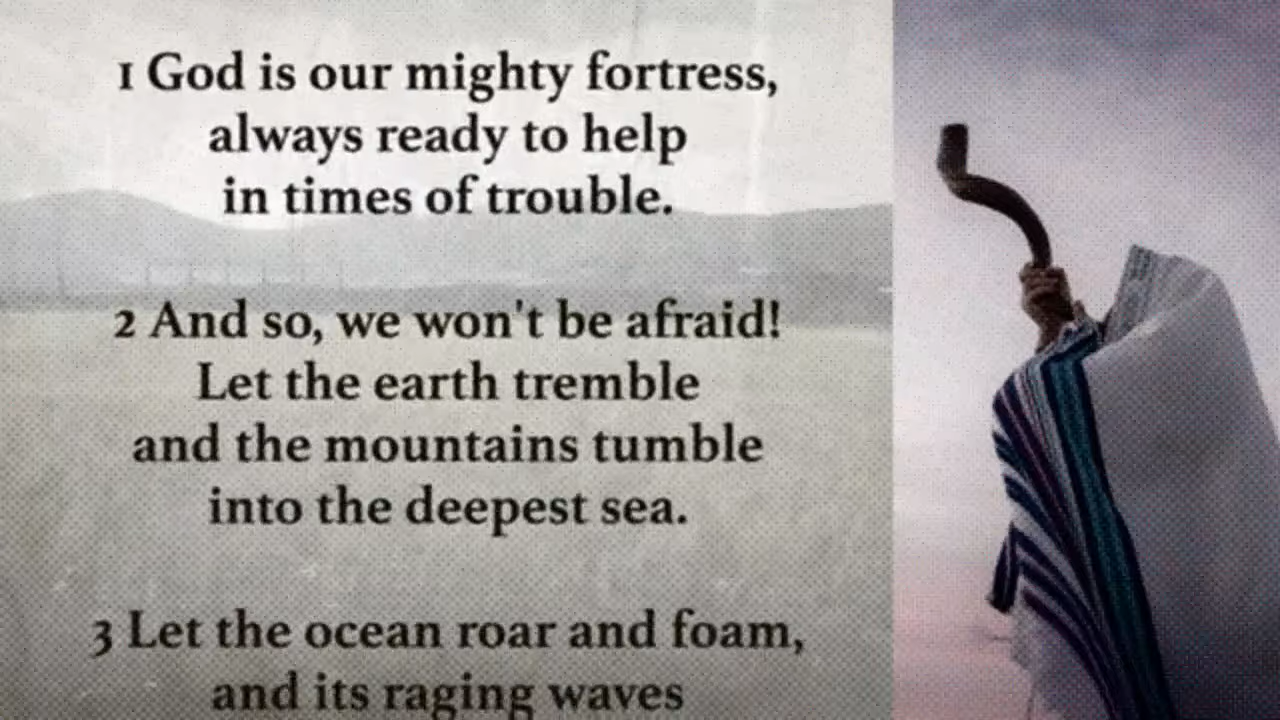 1 God is our mighty fortress,
always ready to help
in times of trouble.
2 And so, we won't be afraid!
Let the earth tremble
and the mountains tumble
into the deepest sea.
3 Let the ocean roar and foam,
and its raging waves